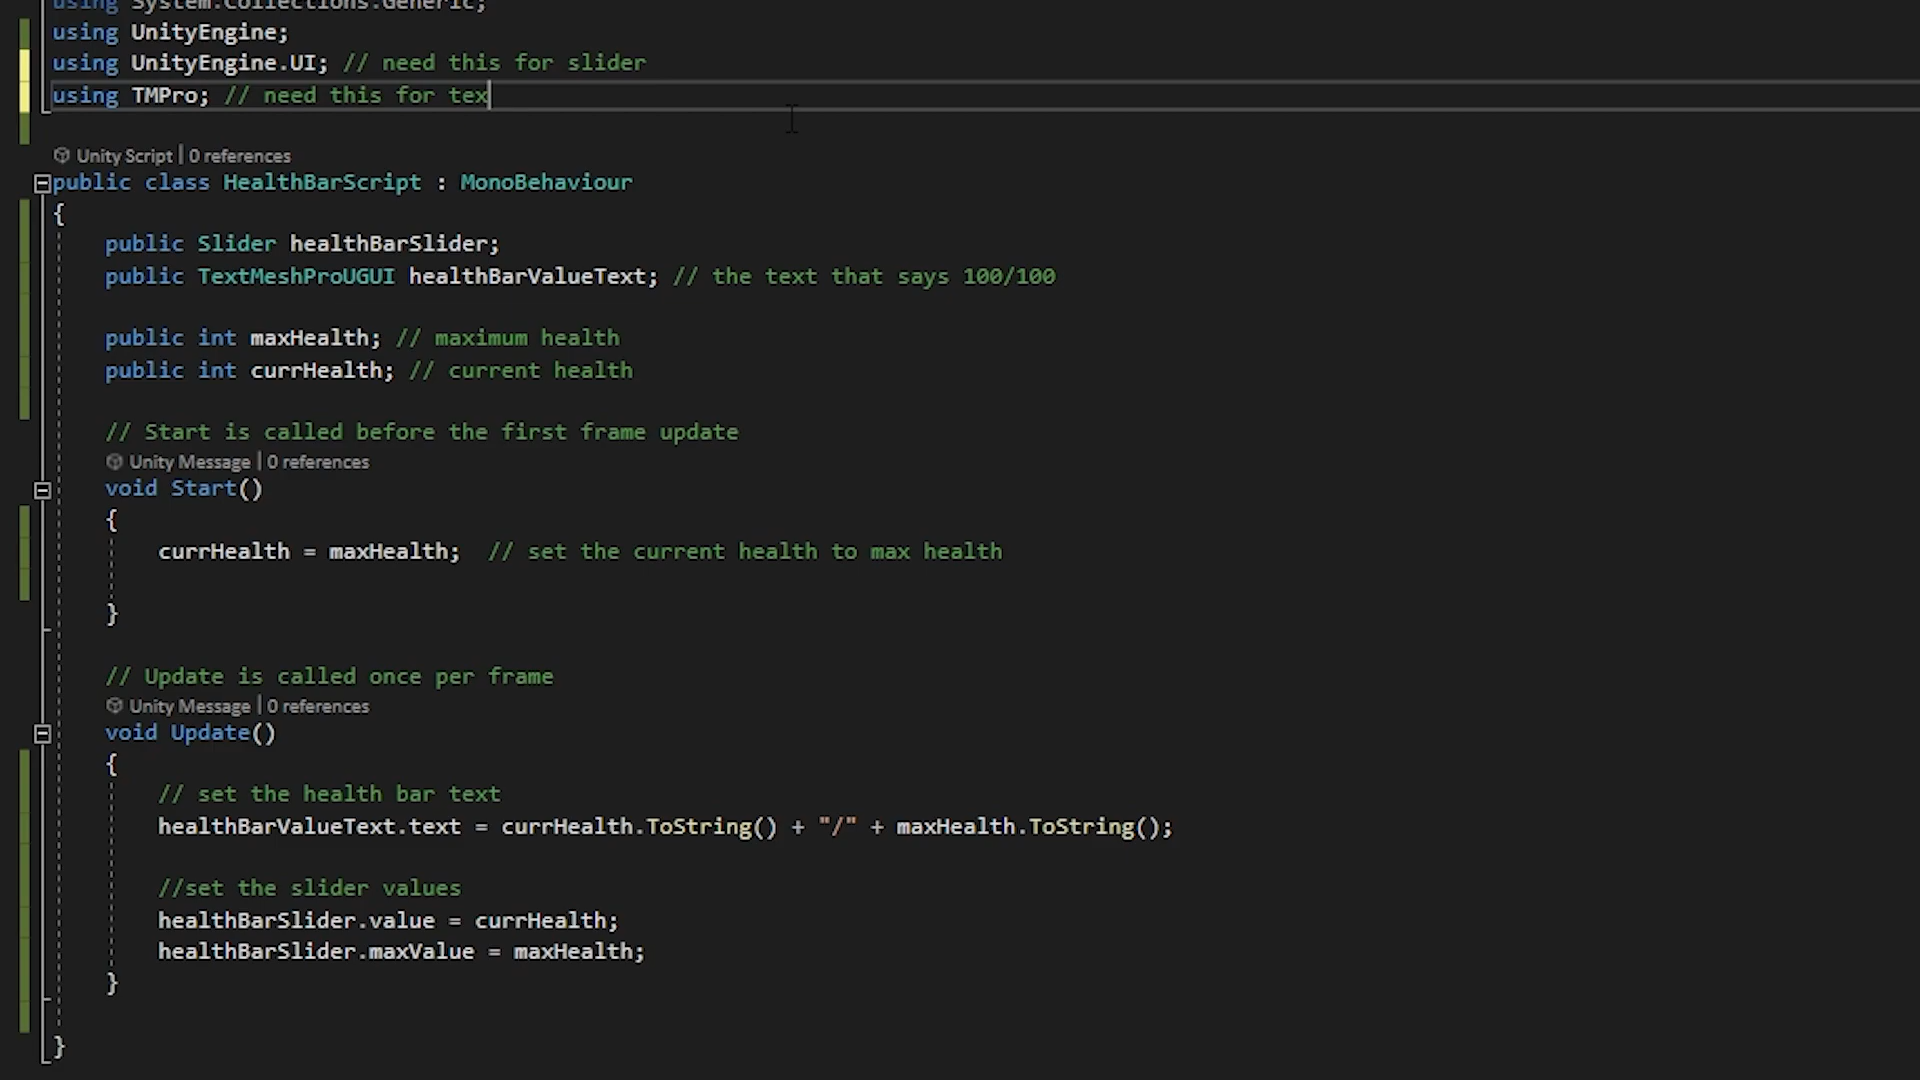 using System.Collections.Generic;
using UnityEngine;
using UnityEngine.UI; // need this for slider
using TMPro; // need this for tex
Unity Script | 0 references
public class HealthBarScript : MonoBehaviour
{
public Slider healthBarSlider;
public TextMeshProUGUI healthBarValueText; // the text that says 100/100
public int maxHealth; // maximum health
public int currHealth; // current health
// Start is called before the first frame update
Unity Message | 0 references
void Start()
{
currHealth = maxHealth;  // set the current health to max health
}
// Update is called once per frame
Unity Message | 0 references
void Update()
{
// set the health bar text
healthBarValueText.text = currHealth.ToString() + "/" + maxHealth.ToString();
//set the slider values
healthBarSlider.value = currHealth;
healthBarSlider.maxValue = maxHealth;
}
}